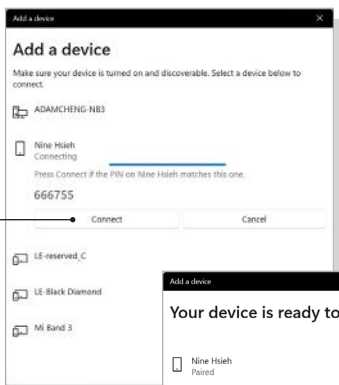 Add a device
Add a device
Make sure your device is turned on and discoverable. Select a device below to
connect.
ADAMCHENG-NB3
Nine Hsieh
Connecting
Press Connect if the PIN on Nine Hsieh matches this one.
666755
Connect
Cancel
LE-reserved_C
LE-Black Diamond
Mi Band 3
Add a device
Your device is ready to
Nine Hsieh
Paired